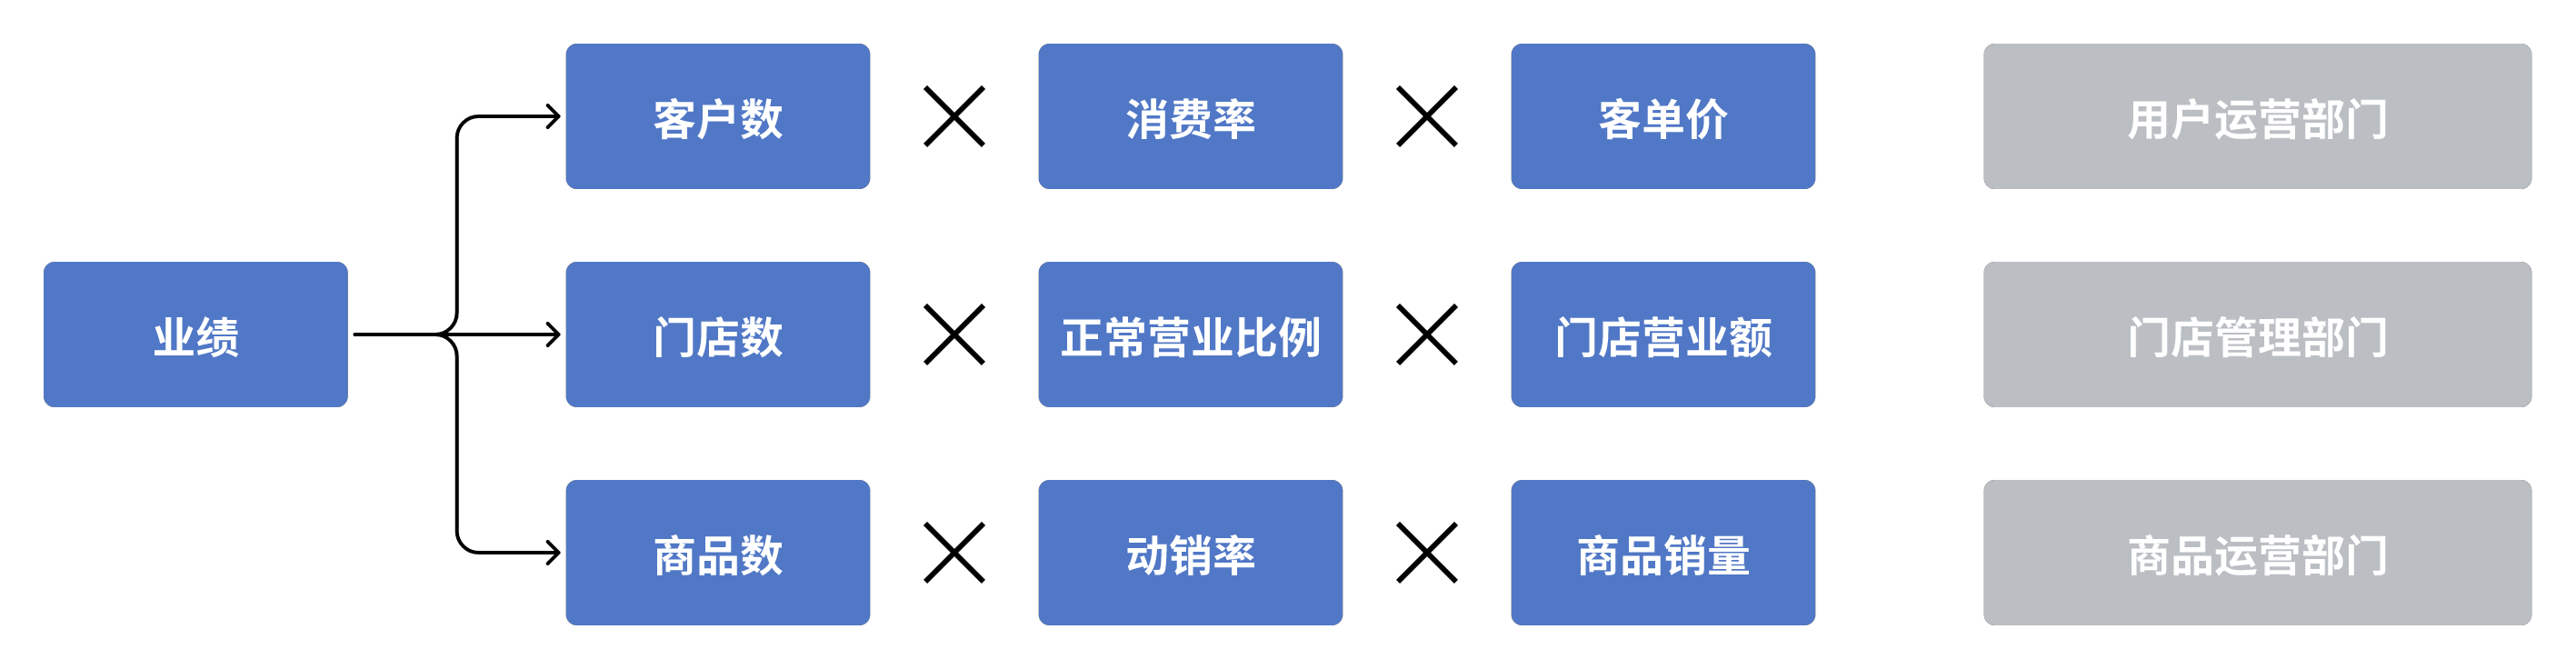 客户数
消费率
客单价
用户运营部门
业绩
门店数
正常营业比例
门店营业额
门店管理部门
商品数
动销率
商品销量
商品运营部门